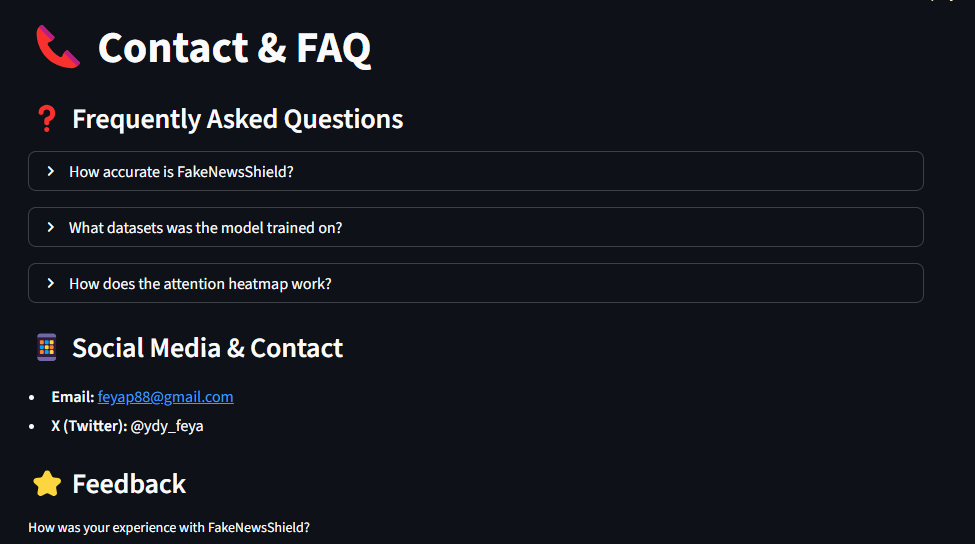 Contact & FAQ
Frequently Asked Questions
How accurate is FakeNewsShield?
What datasets was the model trained on?
How does the attention heatmap work?
Social Media & Contact
Email: feyap88@gmail.com
X (Twitter): @ydy_feya
Feedback
How was your experience with FakeNewsShield?